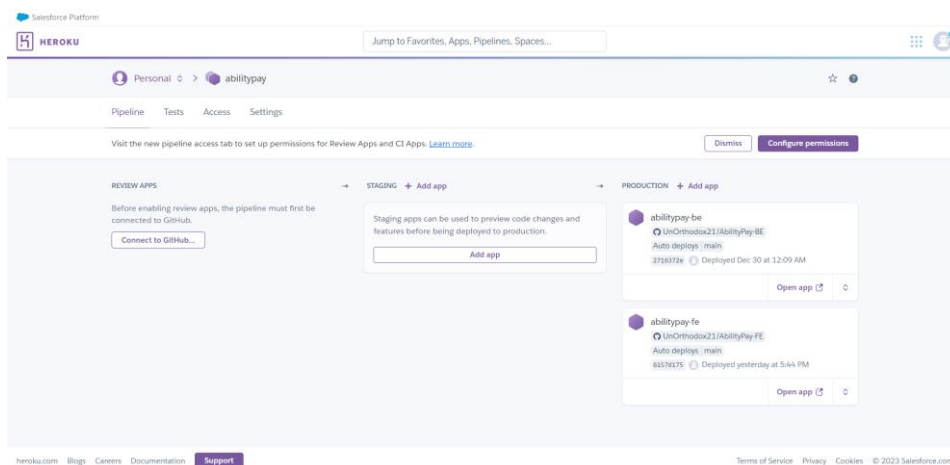 Salesforce Platform
HEROKU
Jump to Favorites, Apps, Pipelines, Spaces...
Personal > abilitypay
Pipeline Tests Access Settings
Visit the new pipeline access tab to set up permissions for Review Apps and CI Apps. Learn more.
Dismiss Configure permissions
REVIEW APPS
Before enabling review apps, the pipeline must first be
connected to GitHub.
Connect to GitHub...
STAGING + Add app
Staging apps can be used to preview code changes and
features before being deployed to production.
Add app
PRODUCTION + Add app
abilitypay-be
UnOrthodox21/AbilityPay-BE
Auto deploys main
2716372e Deployed Dec 30 at 12:09 AM
Open app
abilitypay-fe
UnOrthodox21/AbilityPay-FE
Auto deploys main
6157d175 Deployed yesterday at 5:44 PM
Open app
heroku.com Blogs Careers Documentation Support
Terms of Service Privacy Cookies © 2023 Salesforce.com